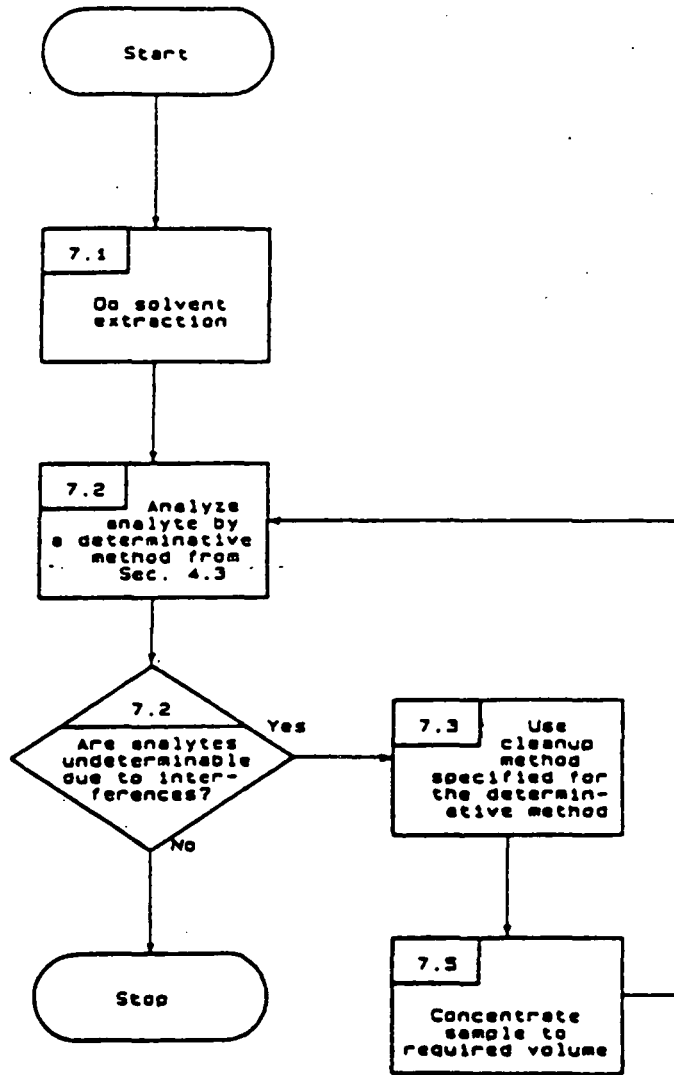 Start
7.1
Do solvent
extraction
7.2
Analyze
analyte by
a determinative
method from
Sec. 4.3
7.2
Are analytes
undeterminable
due to inter-
ferences?
Yes
No
7.3
Use
cleanup
method
specified for
the determin-
ative method
Stop
7.5
Concentrate
sample to
required volume